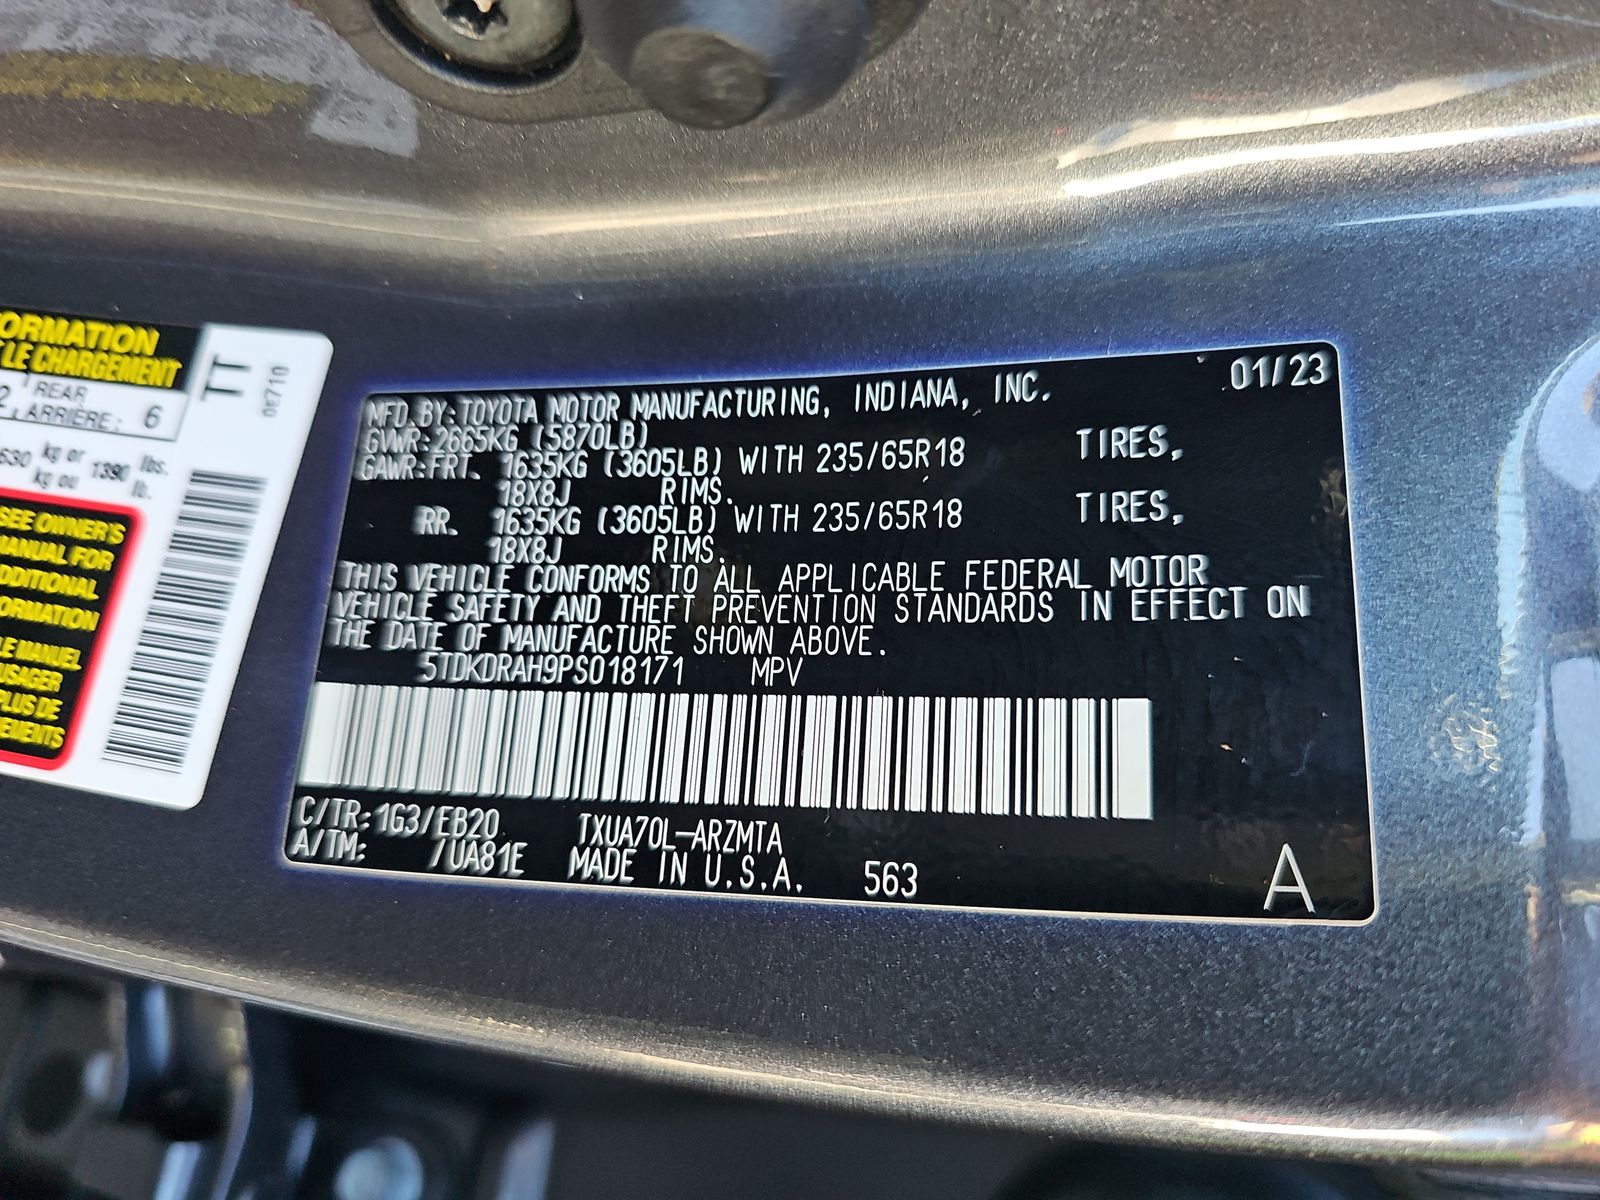 ORMATION
LE CHARGEMENT
TT
0E710
2 REAR
ARRIÈRE: 6
630 kg or 1390 lbs.
kg ou lb.
SEE OWNER'S
MANUAL FOR
ADDITIONAL
FORMATION
LE MANUEL
USAGER
PLUS DE
EMENTS
MFD. BY: TOYOTA MOTOR MANUFACTURING, INDIANA, INC. 01/23
GVWR: 2665KG (5870LB)
GAWR: FRT. 1635KG (3605LB) WITH 235/65R18 TIRES,
18X8J RIMS.
RR. 1635KG (3605LB) WITH 235/65R18 TIRES,
18X8J RIMS.
THIS VEHICLE CONFORMS TO ALL APPLICABLE FEDERAL MOTOR
VEHICLE SAFETY AND THEFT PREVENTION STANDARDS IN EFFECT ON
THE DATE OF MANUFACTURE SHOWN ABOVE.
5TDKDRAH9PS018171 MPV
C/TR: 1G3/EB20 TXUA70L-ARZMTA
A/TM: /UA81E MADE IN U.S.A. 563 A